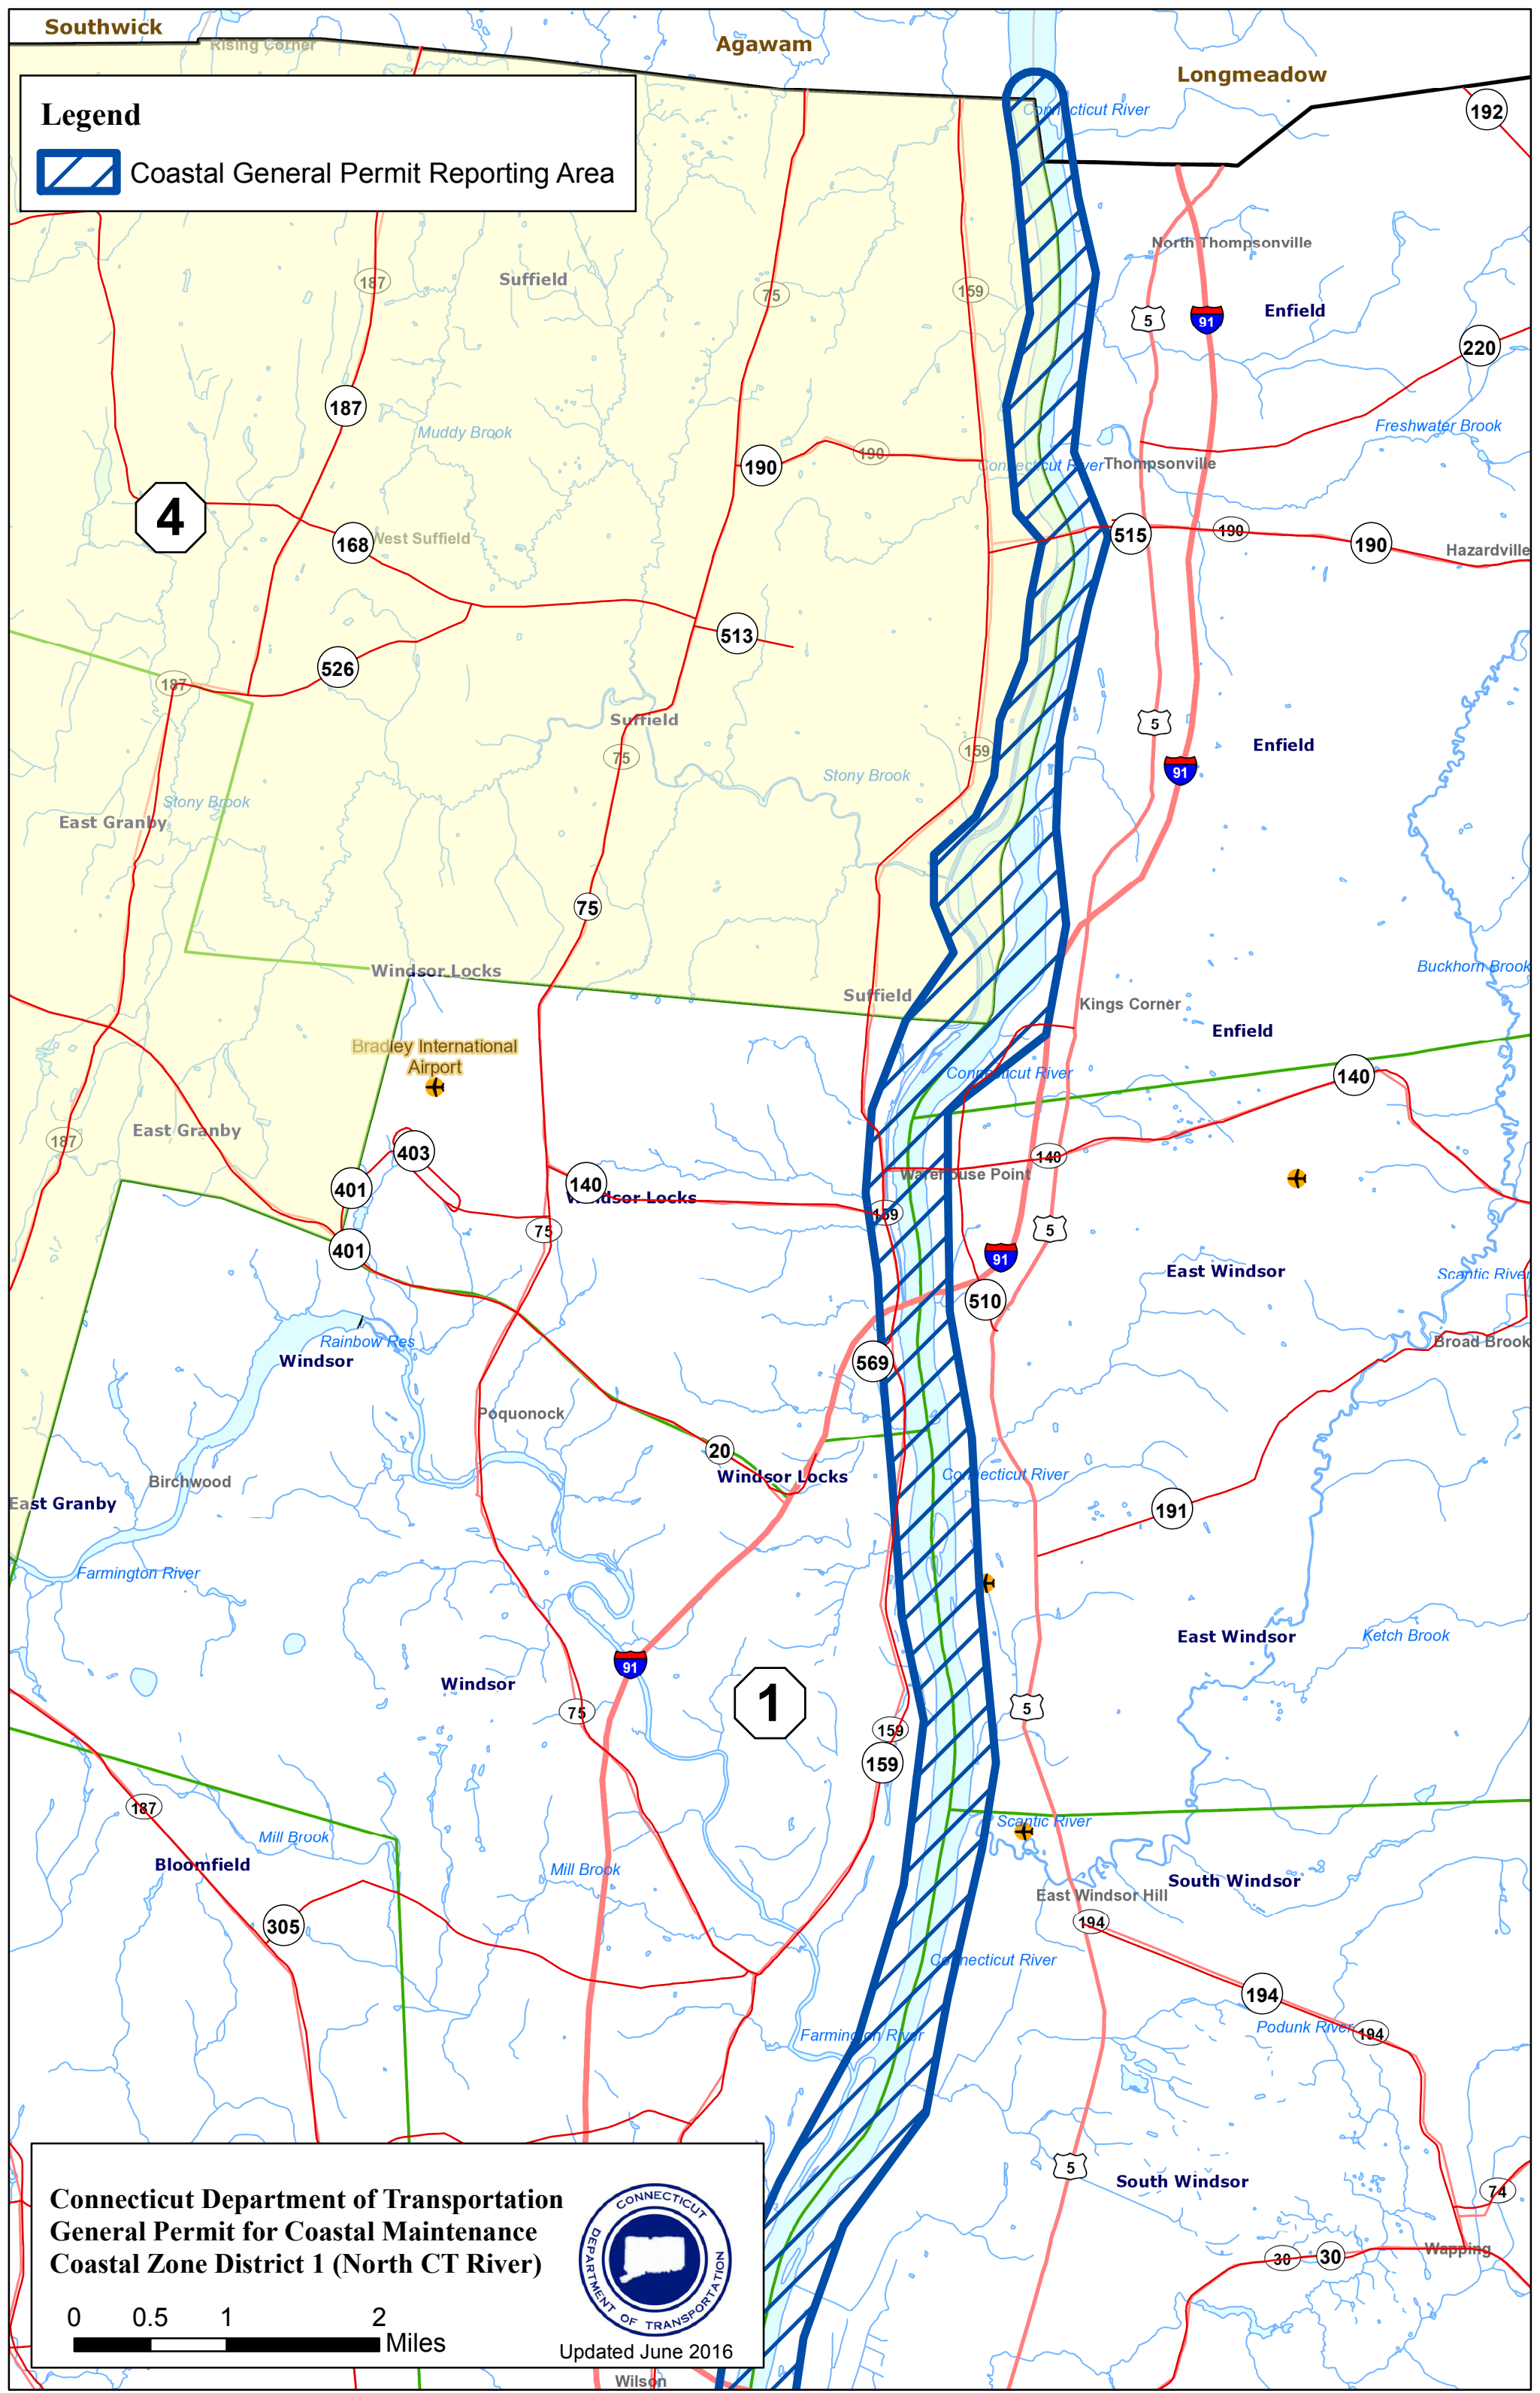 Southwick
Rising Corner
Agawam
Longmeadow
Connecticut River
192
Legend
Coastal General Permit Reporting Area
North Thompsonville
187
Suffield
75
159
5
91
Enfield
220
187
Muddy Brook
Freshwater Brook
190
190
Connecticut River
Thompsonville
4
168
West Suffield
515
190
190
Hazardville
513
526
187
Suffield
75
159
5
91
Enfield
Stony Brook
Stony Brook
East Granby
75
Windsor Locks
Buckhorn Brook
Suffield
Kings Corner
Enfield
Bradley International
Airport
Connecticut River
140
187
East Granby
403
401
140
Windsor Locks
Warehouse Point
140
159
75
5
401
91
East Windsor
Scantic River
510
Rainbow Res
Windsor
569
Broad Brook
Poquonock
20
Windsor Locks
Connecticut River
Birchwood
East Granby
191
Farmington River
East Windsor
Ketch Brook
91
Windsor
75
1
159
5
159
187
Mill Brook
Scantic River
Bloomfield
Mill Brook
South Windsor
East Windsor Hill
305
194
Connecticut River
194
Podunk River
194
Farmington River
5
South Windsor
74
Wapping
30
30
Connecticut Department of Transportation
General Permit for Coastal Maintenance
Coastal Zone District 1 (North CT River)
CONNECTICUT
DEPARTMENT OF TRANSPORTATION
0 0.5 1 2
Miles
Updated June 2016
Wilson